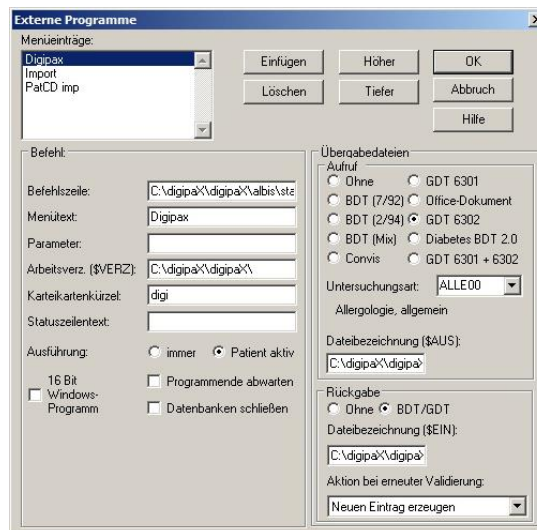 Externe Programme
Menüeinträge:
Digipax
Import
PatCD imp
Einfügen
Höher
OK
Löschen
Tiefer
Abbruch
Hilfe
Befehl:
Befehlszeile:
C:\digipaX\digipaX\albis\sta
Menütext:
Digipax
Parameter:
Arbeitsverz. ($VERZ):
C:\digipaX\digipaX\
Karteikartenkürzel:
digi
Statuszeilentext:
Ausführung:
immer
Patient aktiv
16 Bit
Windows-
Programm
Programmende abwarten
Datenbanken schließen
Übergabedateien
Aufruf
Ohne
GDT 6301
BDT (7/92)
Office-Dokument
BDT (2/94)
GDT 6302
BDT (Mix)
Diabetes BDT 2.0
Convis
GDT 6301 + 6302
Untersuchungsart:
ALLE00
Allergologie, allgemein
Dateibezeichnung ($AUS):
C:\digipaX\digipa
Rückgabe
Ohne
BDT/GDT
Dateibezeichnung ($EIN):
C:\digipaX\digipa
Aktion bei erneuter Validierung:
Neuen Eintrag erzeugen